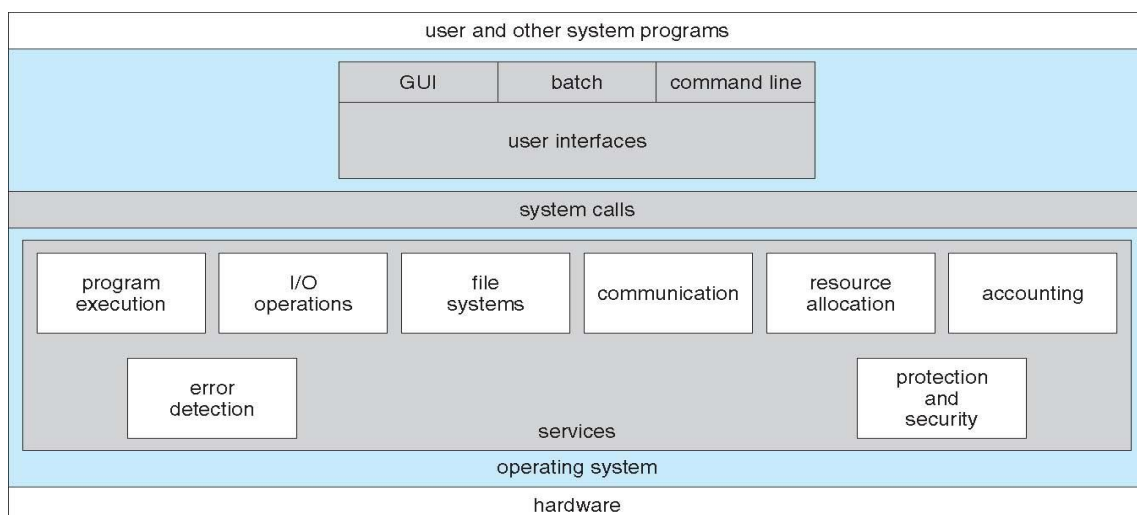 user and other system programs
GUI
batch
command line
user interfaces
system calls
program
execution
I/O
operations
file
systems
communication
resource
allocation
accounting
error
detection
protection
and
security
services
operating system
hardware